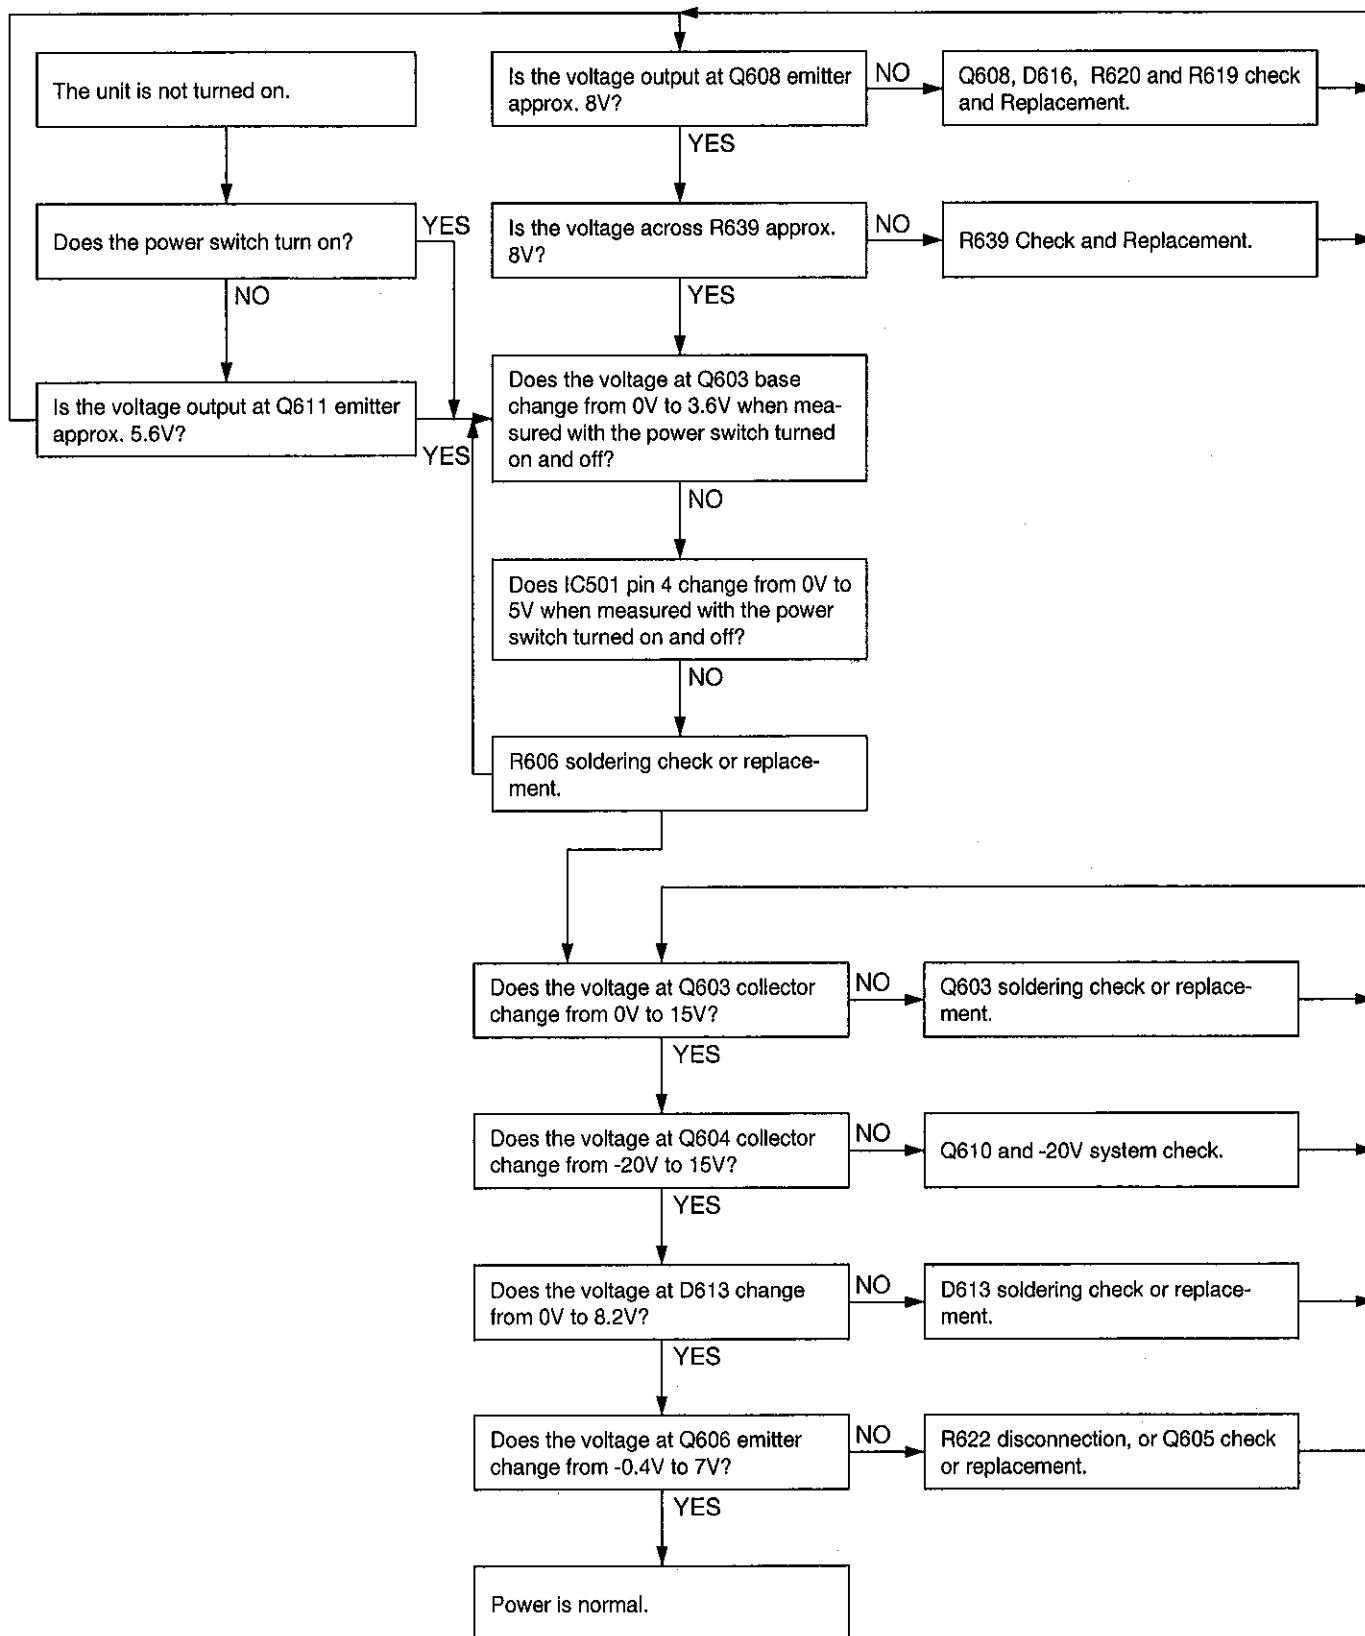 The unit is not turned on.
Does the power switch turn on?
YES
NO
Is the voltage output at Q611 emitter
approx. 5.6V?
YES
Is the voltage output at Q608 emitter
approx. 8V?
NO
Q608, D616, R620 and R619 check
and Replacement.
YES
Is the voltage across R639 approx.
8V?
NO
R639 Check and Replacement.
YES
Does the voltage at Q603 base
change from 0V to 3.6V when mea-
sured with the power switch turned
on and off?
NO
Does IC501 pin 4 change from 0V to
5V when measured with the power
switch turned on and off?
NO
R606 soldering check or replace-
ment.
Does the voltage at Q603 collector
change from 0V to 15V?
NO
Q603 soldering check or replace-
ment.
YES
Does the voltage at Q604 collector
change from -20V to 15V?
NO
Q610 and -20V system check.
YES
Does the voltage at D613 change
from 0V to 8.2V?
NO
D613 soldering check or replace-
ment.
YES
Does the voltage at Q606 emitter
change from -0.4V to 7V?
NO
R622 disconnection, or Q605 check
or replacement.
YES
Power is normal.